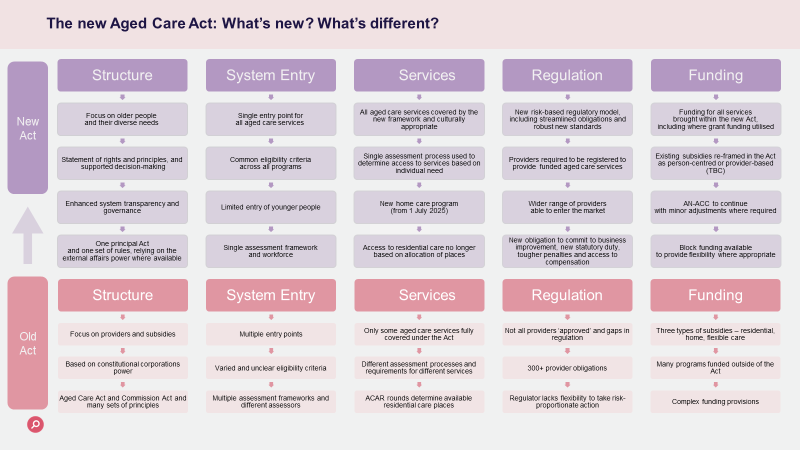 The new Aged Care Act: What's new? What's different?
New
Act
Structure
System Entry
Services
Regulation
Funding
Focus on older people
and their diverse needs
Single entry point for
all aged care services
All aged care services covered by the
new framework and culturally
appropriate
New risk-based regulatory model,
including streamlined obligations and
robust new standards
Funding for all services
brought within the new Act,
including where grant funding utilised
Statement of rights and principles, and
supported decision-making
Common eligibility criteria
across all programs
Single assessment process used to
determine access to services based on
individual need
Providers required to be registered to
provide funded aged care services
Existing subsidies re-framed in the Act
as person-centred or provider-based
(TBC)
Enhanced system transparency and
governance
Limited entry of younger people
New home care program
(from 1 July 2025)
Wider range of providers
able to enter the market
AN-ACC to continue
with minor adjustments where required
One principal Act
and one set of rules, relying on the
external affairs power where available
Single assessment framework
and workforce
Access to residential care no longer
based on allocation of places
New obligation to commit to business
improvement, new statutory duty,
tougher penalties and access to
compensation
Block funding available
to provide flexibility where appropriate
Old
Act
Structure
System Entry
Services
Regulation
Funding
Focus on providers and subsidies
Multiple entry points
Only some aged care services fully
covered under the Act
Not all providers 'approved' and gaps in
regulation
Three types of subsidies – residential,
home, flexible care
Based on constitutional corporations
power
Varied and unclear eligibility criteria
Different assessment processes and
requirements for different services
300+ provider obligations
Many programs funded outside of the
Act
Aged Care Act and Commission Act and
many sets of principles
Multiple assessment frameworks and
different assessors
ACAR rounds determine available
residential care places
Regulator lacks flexibility to take risk-
proportionate action
Complex funding provisions